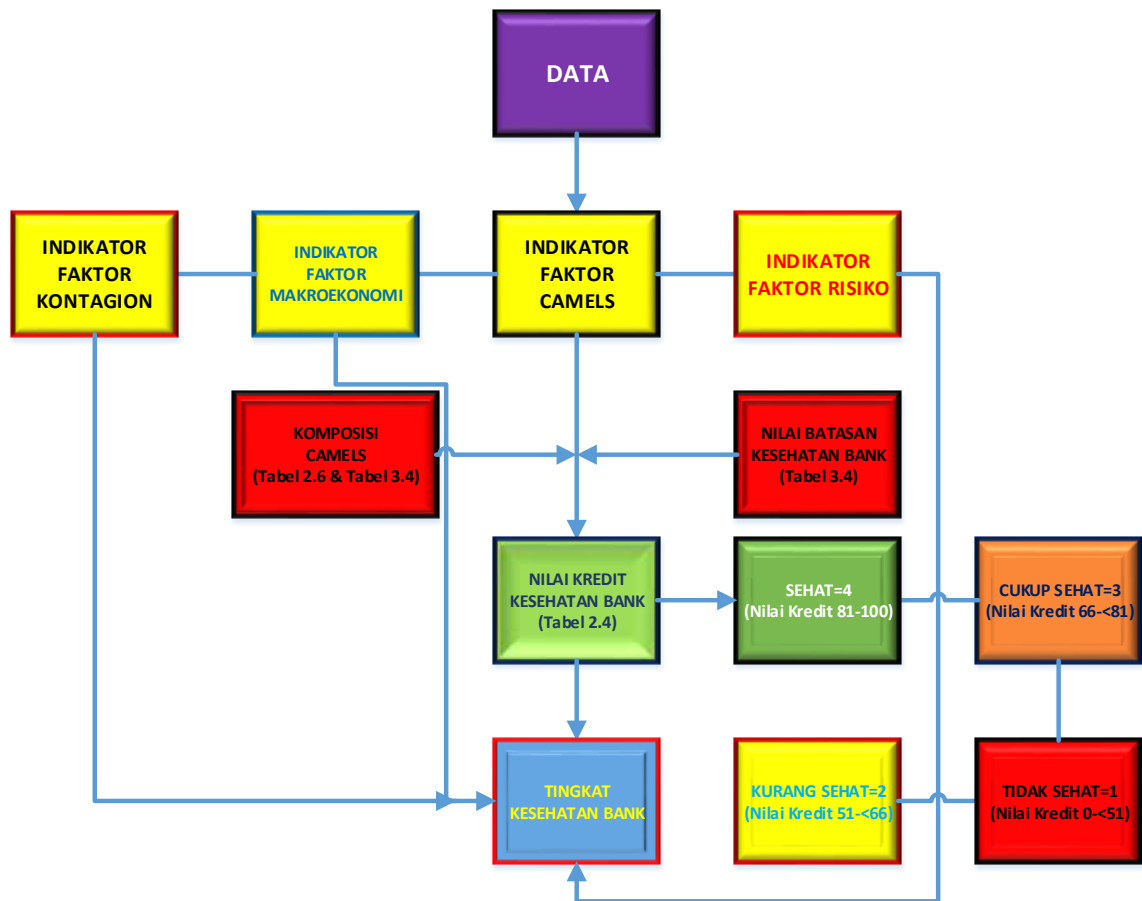 DATA
INDIKATOR
FAKTOR
KONTAGION
INDIKATOR
FAKTOR
MAKROEKONOMI
INDIKATOR
FAKTOR
CAMELS
INDIKATOR
FAKTOR RISIKO
KOMPOSISI
CAMELS
(Tabel 2.6 & Tabel 3.4)
NILAI BATASAN
KESEHATAN BANK
(Tabel 3.4)
NILAI KREDIT
KESEHATAN BANK
(Tabel 2.4)
SEHAT=4
(Nilai Kredit 81-100)
CUKUP SEHAT=3
(Nilai Kredit 66-<81)
TINGKAT
KESEHATAN BANK
KURANG SEHAT=2
(Nilai Kredit 51-<66)
TIDAK SEHAT=1
(Nilai Kredit 0-<51)